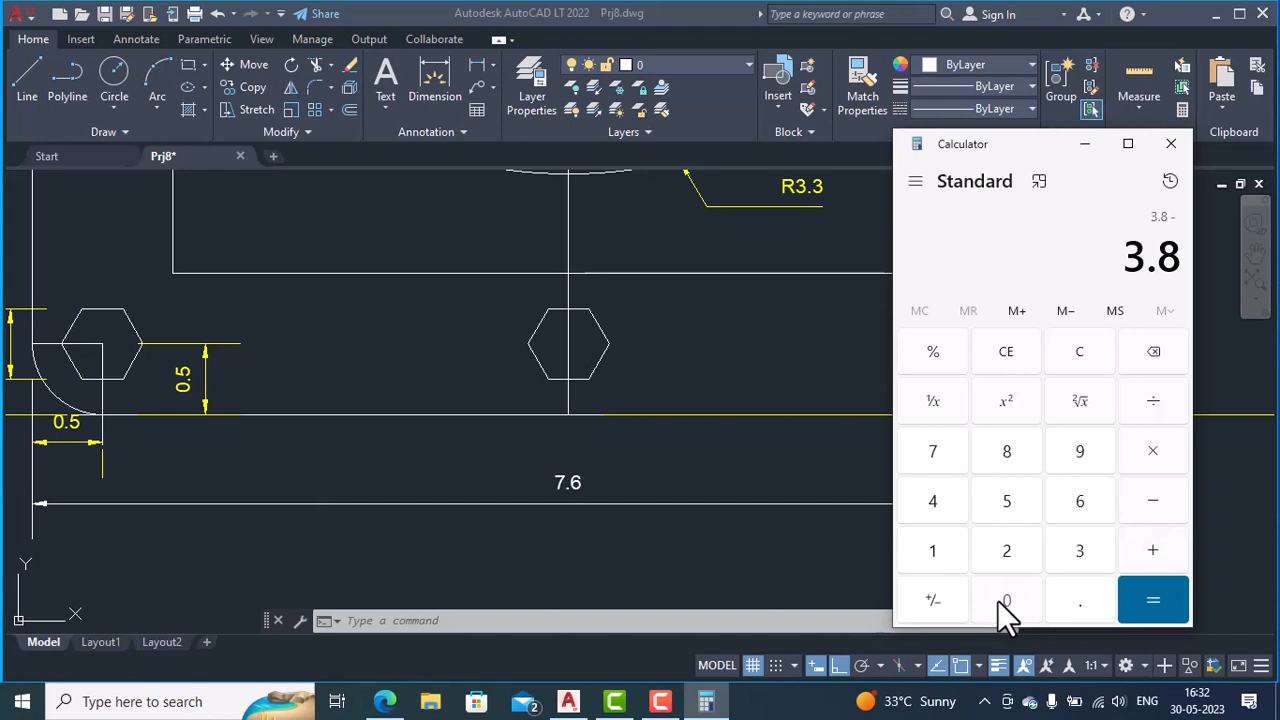 Share
Autodesk AutoCAD LT 2022 Prj8.dwg
Type a keyword or phrase
Sign In
Home Insert Annotate Parametric View Manage Output Collaborate
Line Polyline Circle Arc
Move
Copy
Stretch
Text Dimension
Layer
Properties
0
Insert
Match
Properties
ByLayer
ByLayer
ByLayer
Group
Measure
Paste
Draw Modify Annotation Layers Block Clipboard
Start Prj8*
R3.3
0.5
0.5
7.6
Y
X
Calculator
Standard
3.8 -
3.8
MC MR M+ M− MS M
% CE C
1/x x² ²√x ÷
7 8 9 ×
4 5 6 −
1 2 3 +
+/− 0 . =
Type a command
Model Layout1 Layout2 +
MODEL 1:1
Type here to search
2
33°C Sunny
ENG
16:32
30-05-2023